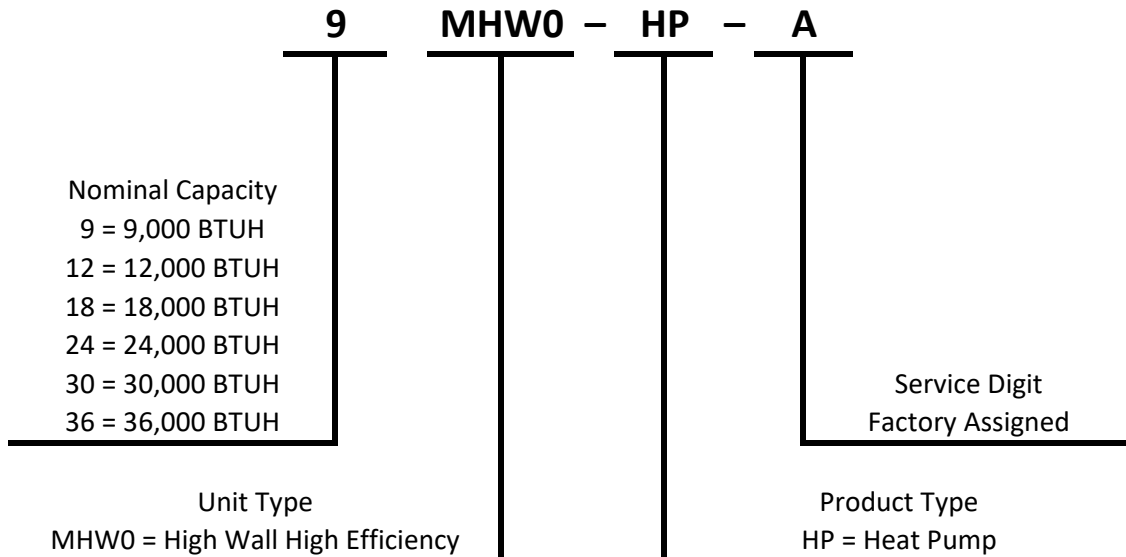 9 MHW0 – HP – A
Nominal Capacity
9 = 9,000 BTUH
12 = 12,000 BTUH
18 = 18,000 BTUH
24 = 24,000 BTUH
30 = 30,000 BTUH
36 = 36,000 BTUH
Service Digit
Factory Assigned
Unit Type
MHW0 = High Wall High Efficiency
Product Type
HP = Heat Pump